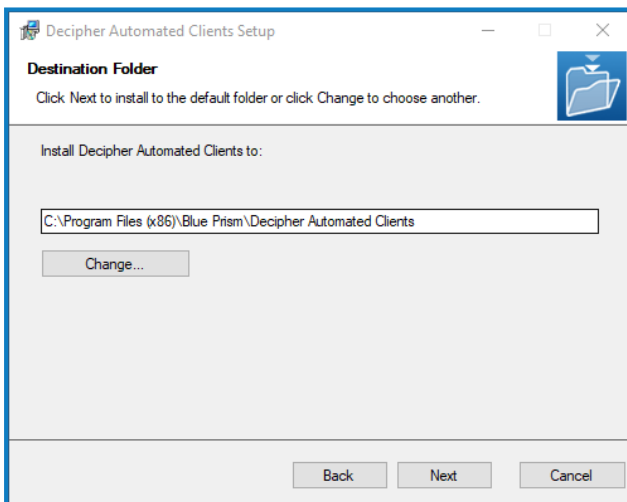 Decipher Automated Clients Setup
Destination Folder
Click Next to install to the default folder or click Change to choose another.
Install Decipher Automated Clients to:
C:\Program Files (x86)\Blue Prism\Decipher Automated Clients
Change...
Back Next Cancel